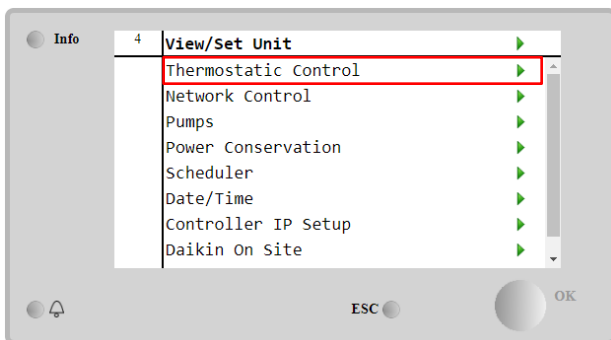 Info
4 View/Set Unit
Thermostatic Control
Network Control
Pumps
Power Conservation
Scheduler
Date/Time
Controller IP Setup
Daikin On Site
ESC
OK